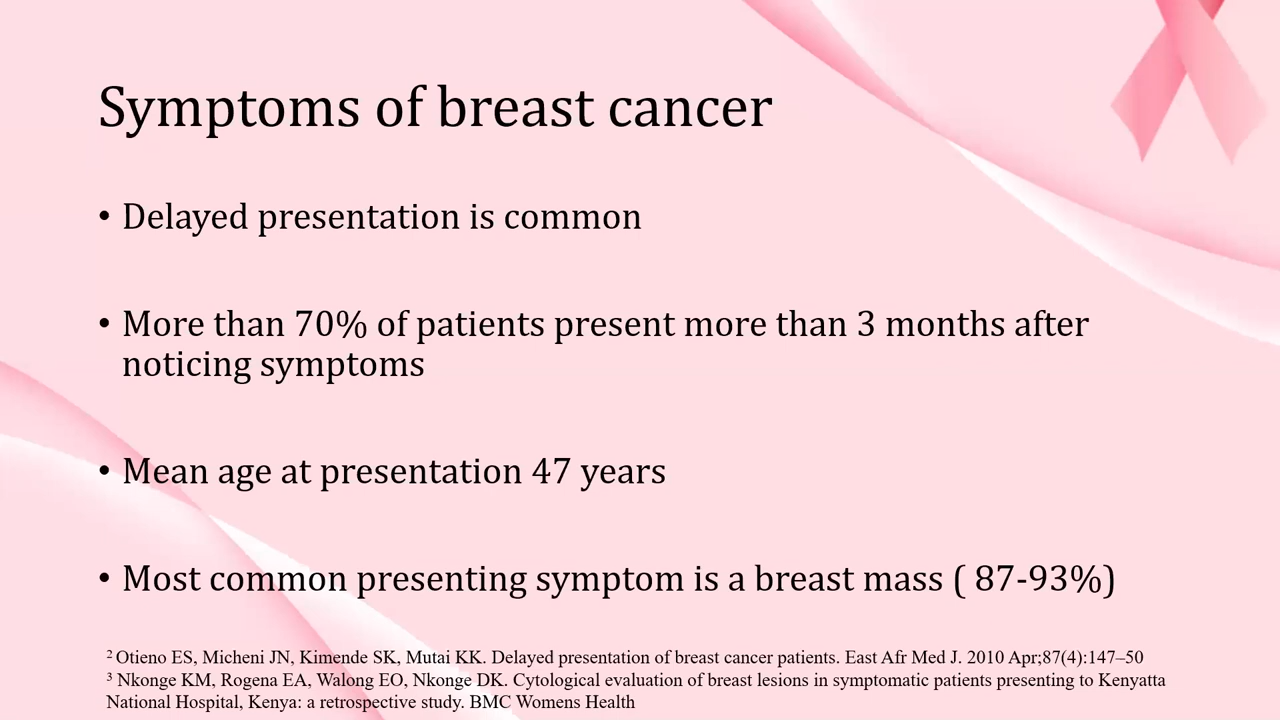 Symptoms of breast cancer
• Delayed presentation is common
• More than 70% of patients present more than 3 months after
noticing symptoms
• Mean age at presentation 47 years
• Most common presenting symptom is a breast mass ( 87-93%)
² Otieno ES, Micheni JN, Kimende SK, Mutai KK. Delayed presentation of breast cancer patients. East Afr Med J. 2010 Apr;87(4):147–50
³ Nkonge KM, Rogena EA, Walong EO, Nkonge DK. Cytological evaluation of breast lesions in symptomatic patients presenting to Kenyatta
National Hospital, Kenya: a retrospective study. BMC Womens Health